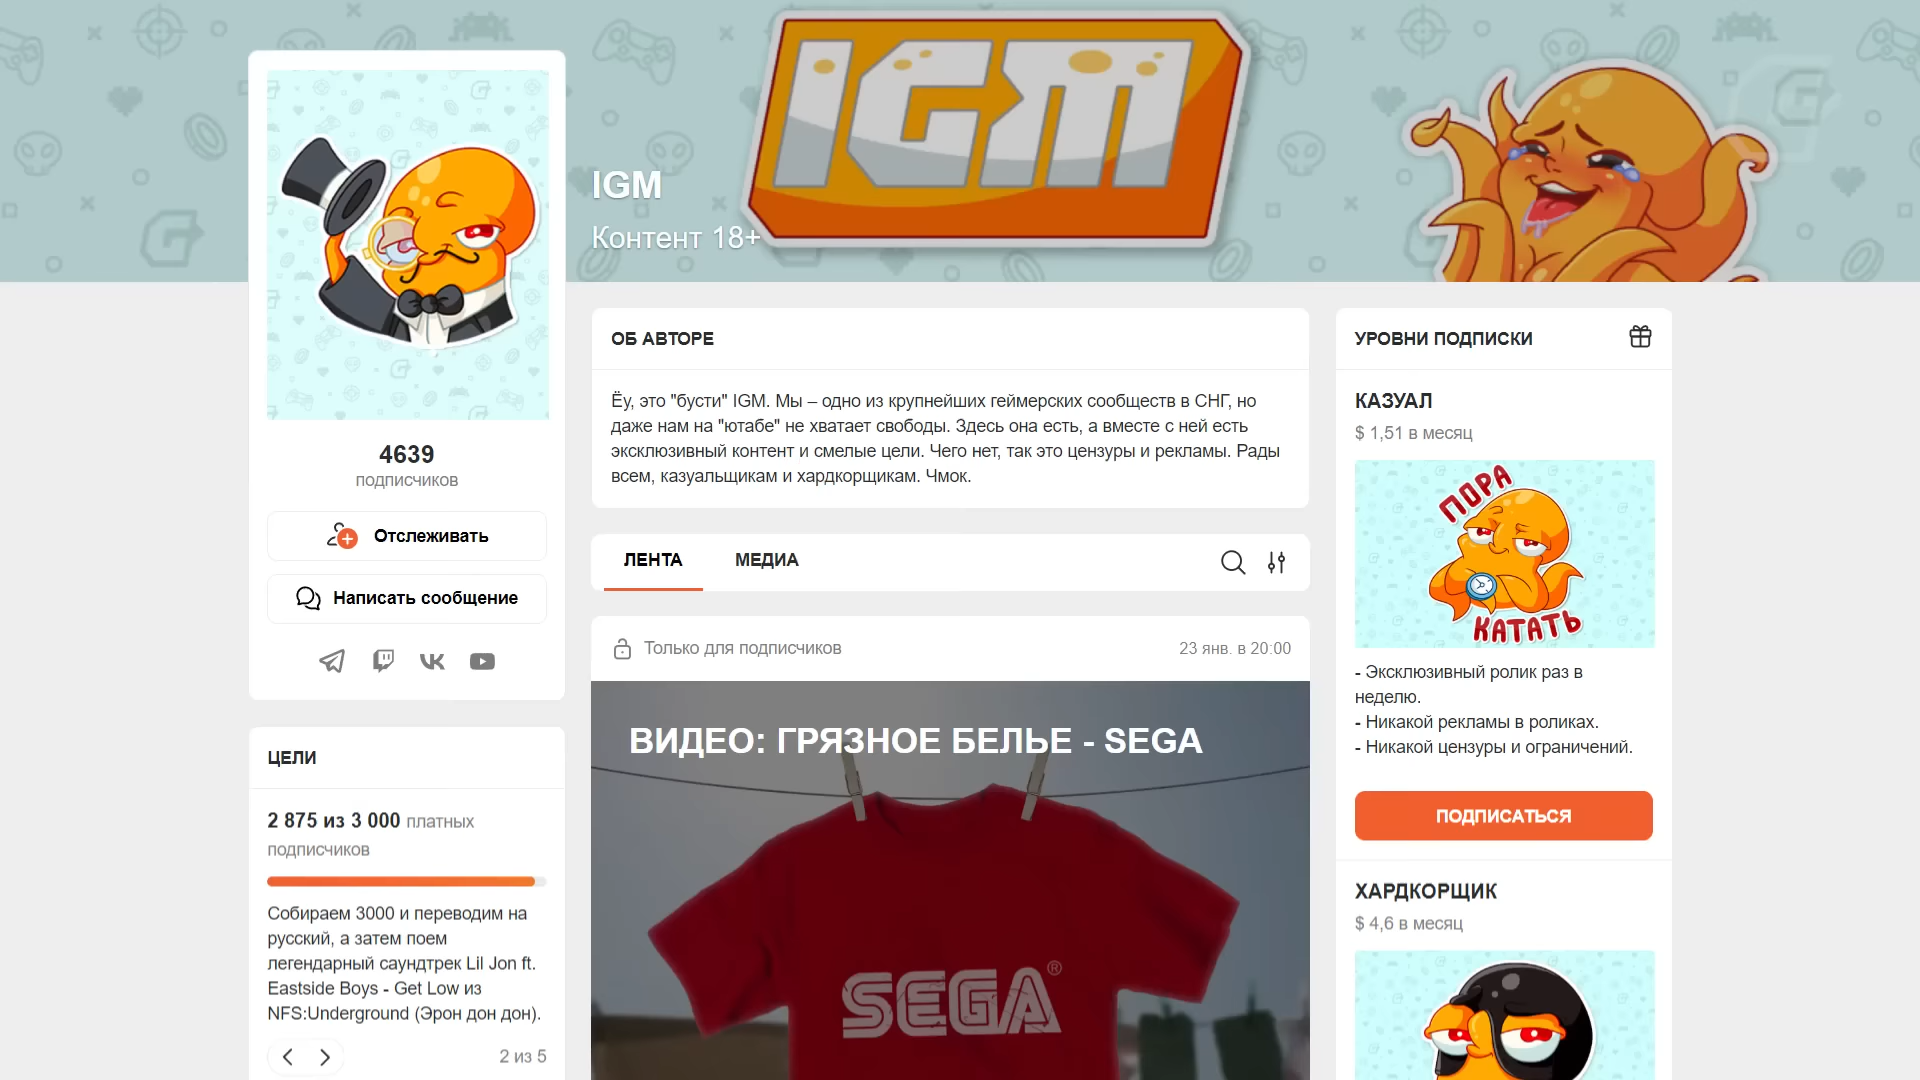 IGM
IGM
Контент 18+
4639
подписчиков
Отслеживать
Написать сообщение
ЦЕЛИ
2 875 из 3 000 платных
подписчиков
Собираем 3000 и переводим на
русский, а затем поем
легендарный саундтрек Lil Jon ft.
Eastside Boys - Get Low из
NFS:Underground (Эрон дон дон).
2 из 5
ОБ АВТОРЕ
Ёу, это "бусти" IGM. Мы – одно из крупнейших геймерских сообществ в СНГ, но
даже нам на "ютабе" не хватает свободы. Здесь она есть, а вместе с ней есть
эксклюзивный контент и смелые цели. Чего нет, так это цензуры и рекламы. Рады
всем, казуальщикам и хардкорщикам. Чмок.
ЛЕНТА МЕДИА
Только для подписчиков 23 янв. в 20:00
ВИДЕО: ГРЯЗНОЕ БЕЛЬЕ - SEGA
SEGA®
УРОВНИ ПОДПИСКИ
КАЗУАЛ
$ 1,51 в месяц
ПОРА
КАТАТЬ
- Эксклюзивный ролик раз в
неделю.
- Никакой рекламы в роликах.
- Никакой цензуры и ограничений.
ПОДПИСАТЬСЯ
ХАРДКОРЩИК
$ 4,6 в месяц